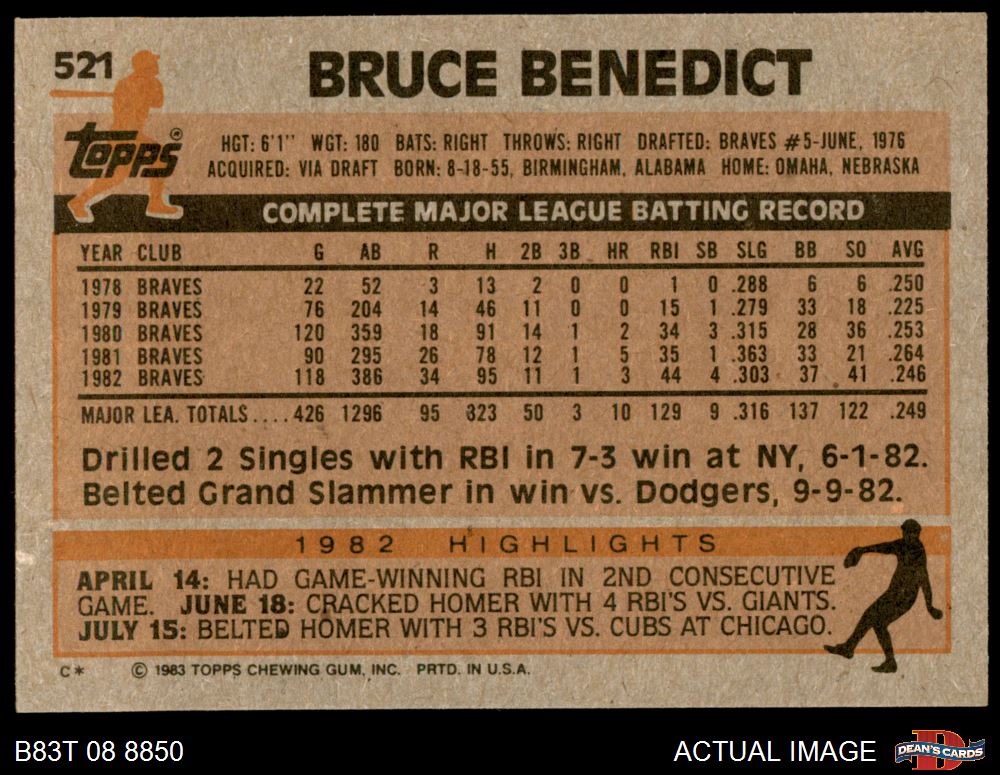 521
BRUCE BENEDICT
Topps®
HGT: 6'1'' WGT: 180 BATS: RIGHT THROWS: RIGHT DRAFTED: BRAVES #5-JUNE, 1976
ACQUIRED: VIA DRAFT BORN: 8-18-55, BIRMINGHAM, ALABAMA HOME: OMAHA, NEBRASKA
COMPLETE MAJOR LEAGUE BATTING RECORD
YEAR CLUB G AB R H 2B 3B HR RBI SB SLG BB SO AVG
1978 BRAVES 22 52 3 13 2 0 0 1 0 .288 6 6 .250
1979 BRAVES 76 204 14 46 11 0 0 15 1 .279 33 18 .225
1980 BRAVES 120 359 18 91 14 1 2 34 3 .315 28 36 .253
1981 BRAVES 90 295 26 78 12 1 5 35 1 .363 33 21 .264
1982 BRAVES 118 386 34 95 11 1 3 44 4 .303 37 41 .246
MAJOR LEA. TOTALS....426 1296 95 323 50 3 10 129 9 .316 137 122 .249
Drilled 2 Singles with RBI in 7-3 win at NY, 6-1-82.
Belted Grand Slammer in win vs. Dodgers, 9-9-82.
1982 HIGHLIGHTS
APRIL 14: HAD GAME-WINNING RBI IN 2ND CONSECUTIVE
GAME. JUNE 18: CRACKED HOMER WITH 4 RBI'S VS. GIANTS.
JULY 15: BELTED HOMER WITH 3 RBI'S VS. CUBS AT CHICAGO.
C* © 1983 TOPPS CHEWING GUM, INC. PRTD. IN U.S.A.
B83T 08 8850
ACTUAL IMAGE
DEAN'S CARDS